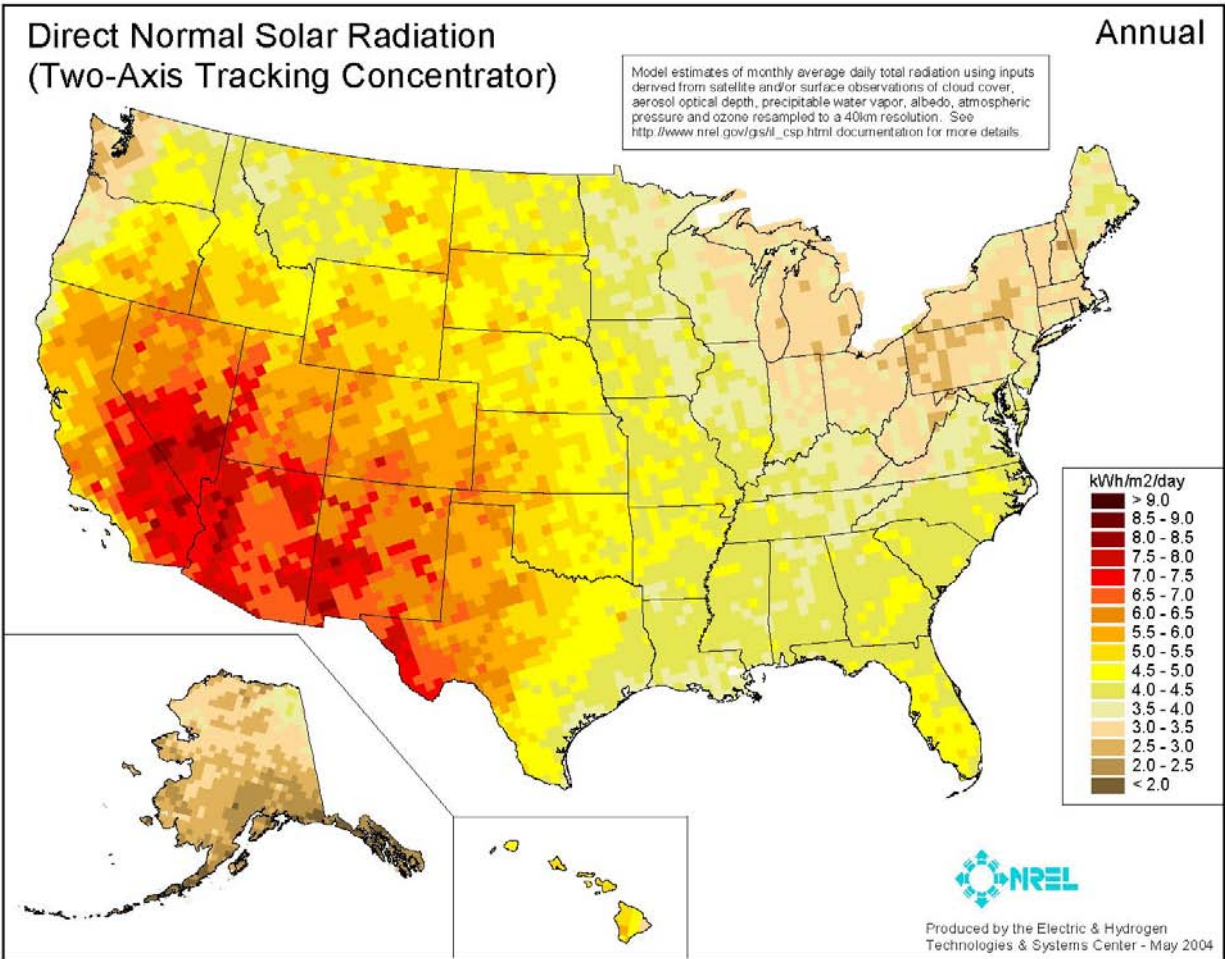 Direct Normal Solar Radiation
(Two-Axis Tracking Concentrator)
Annual
Model estimates of monthly average daily total radiation using inputs
derived from satellite and/or surface observations of cloud cover,
aerosol optical depth, precipitable water vapor, albedo, atmospheric
pressure and ozone resampled to a 40km resolution. See
http://www.nrel.gov/gis/il_csp.html documentation for more details.
kWh/m2/day
> 9.0
8.5 - 9.0
8.0 - 8.5
7.5 - 8.0
7.0 - 7.5
6.5 - 7.0
6.0 - 6.5
5.5 - 6.0
5.0 - 5.5
4.5 - 5.0
4.0 - 4.5
3.5 - 4.0
3.0 - 3.5
2.5 - 3.0
2.0 - 2.5
< 2.0
NREL
Produced by the Electric & Hydrogen
Technologies & Systems Center - May 2004